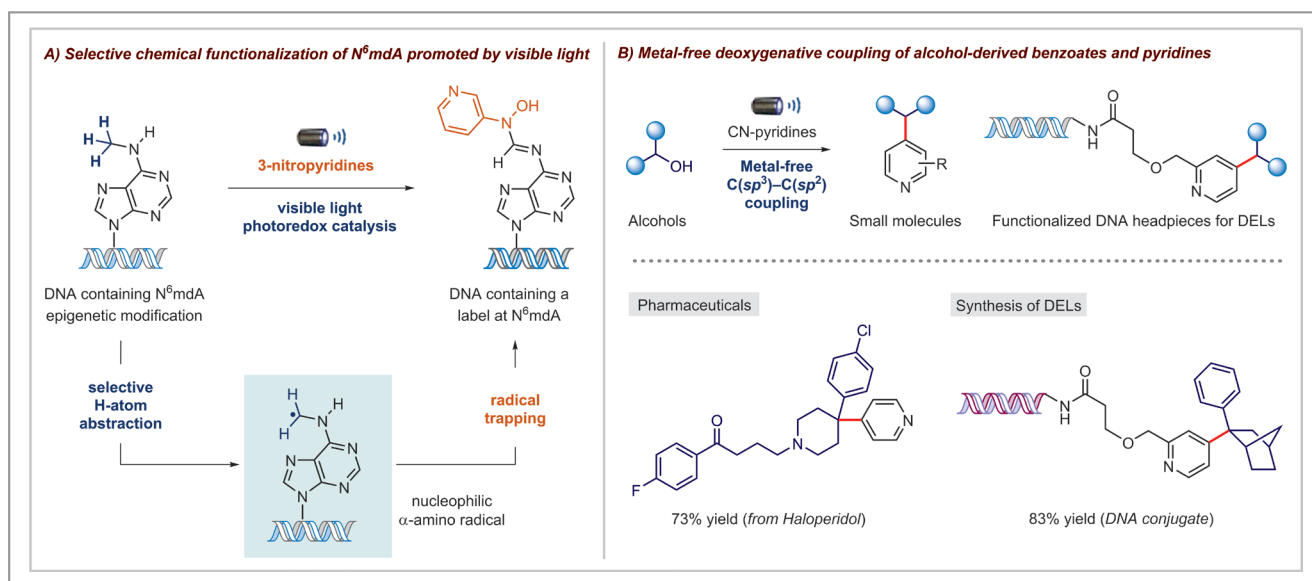 A) Selective chemical functionalization of N⁶mdA promoted by visible light
N
OH
N
H
N
N
N
N
N
H
H
H
N
H
N
N
N
N
3-nitropyridines
visible light
photoredox catalysis
DNA containing N⁶mdA
epigenetic modification
DNA containing a
label at N⁶mdA
selective
H-atom
abstraction
H
H
N
H
N
N
N
N
radical
trapping
nucleophilic
α-amino radical
B) Metal-free deoxygenative coupling of alcohol-derived benzoates and pyridines
OH
Alcohols
CN-pyridines
Metal-free
C(sp³)–C(sp²)
coupling
N
R
Small molecules
O
N
H
O
N
Functionalized DNA headpieces for DELs
Pharmaceuticals
Cl
O
N
N
F
73% yield (from Haloperidol)
Synthesis of DELs
O
N
H
O
N
83% yield (DNA conjugate)